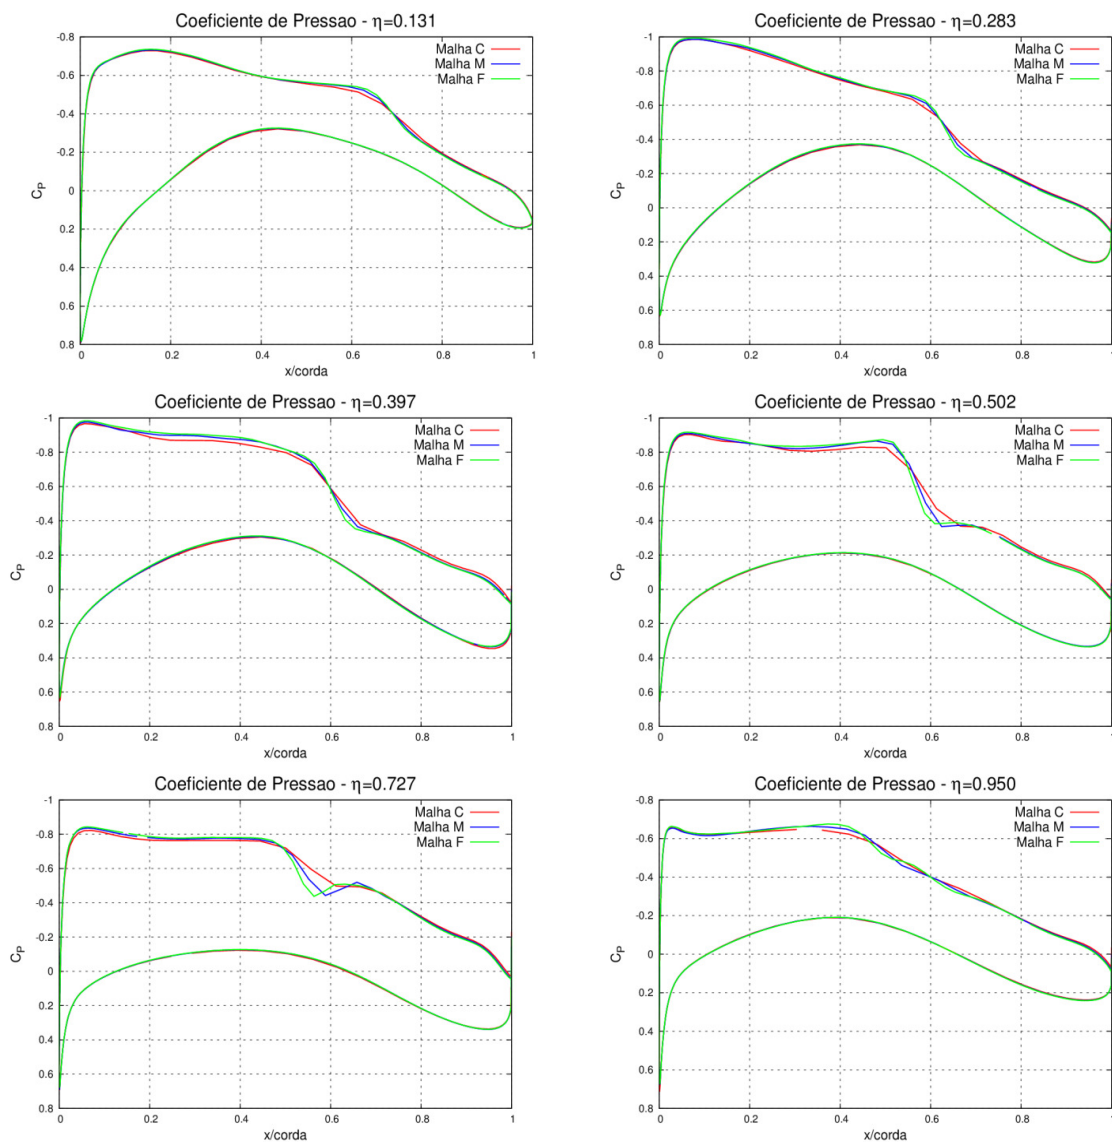 Coeficiente de Pressao - η=0.131
Malha C
Malha M
Malha F
-0.8
-0.6
-0.4
-0.2
0
0.2
0.4
0.6
0.8
CP
0
0.2
0.4
0.6
0.8
1
x/corda
Coeficiente de Pressao - η=0.283
Malha C
Malha M
Malha F
-1
-0.8
-0.6
-0.4
-0.2
0
0.2
0.4
0.6
0.8
CP
0
0.2
0.4
0.6
0.8
1
x/corda
Coeficiente de Pressao - η=0.397
Malha C
Malha M
Malha F
-1
-0.8
-0.6
-0.4
-0.2
0
0.2
0.4
0.6
0.8
CP
0
0.2
0.4
0.6
0.8
1
x/corda
Coeficiente de Pressao - η=0.502
Malha C
Malha M
Malha F
-1
-0.8
-0.6
-0.4
-0.2
0
0.2
0.4
0.6
0.8
CP
0
0.2
0.4
0.6
0.8
1
x/corda
Coeficiente de Pressao - η=0.727
Malha C
Malha M
Malha F
-1
-0.8
-0.6
-0.4
-0.2
0
0.2
0.4
0.6
0.8
CP
0
0.2
0.4
0.6
0.8
1
x/corda
Coeficiente de Pressao - η=0.950
Malha C
Malha M
Malha F
-0.8
-0.6
-0.4
-0.2
0
0.2
0.4
0.6
0.8
CP
0
0.2
0.4
0.6
0.8
1
x/corda